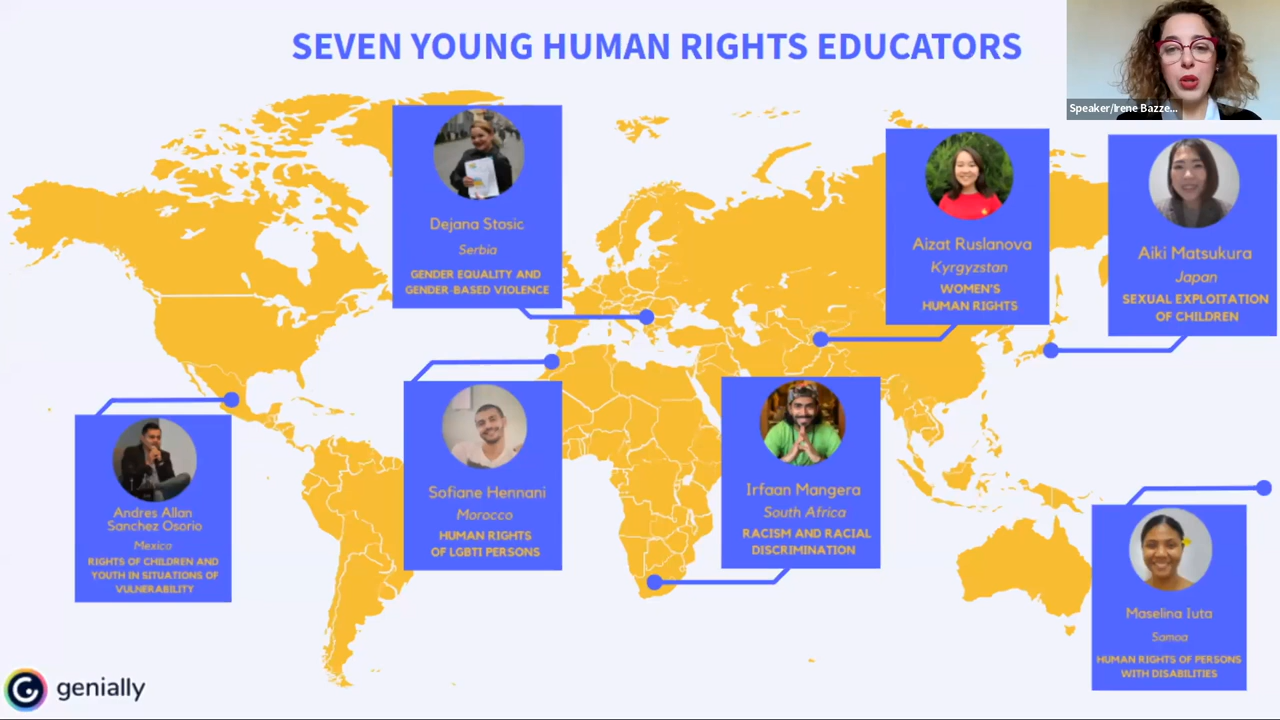 SEVEN YOUNG HUMAN RIGHTS EDUCATORS
Speaker/Irene Bazze...
Dejana Stosic
Serbia
GENDER EQUALITY AND
GENDER-BASED VIOLENCE
Aizat Ruslanova
Kyrgyzstan
WOMEN'S
HUMAN RIGHTS
Aiki Matsukura
Japan
SEXUAL EXPLOITATION
OF CHILDREN
Andres Allan
Sanchez Osorio
Mexico
RIGHTS OF CHILDREN AND
YOUTH IN SITUATIONS OF
VULNERABILITY
Sofiane Hennani
Morocco
HUMAN RIGHTS
OF LGBTI PERSONS
Irfaan Mangera
South Africa
RACISM AND RACIAL
DISCRIMINATION
Maselina Iuta
Samoa
HUMAN RIGHTS OF PERSONS
WITH DISABILITIES
genially